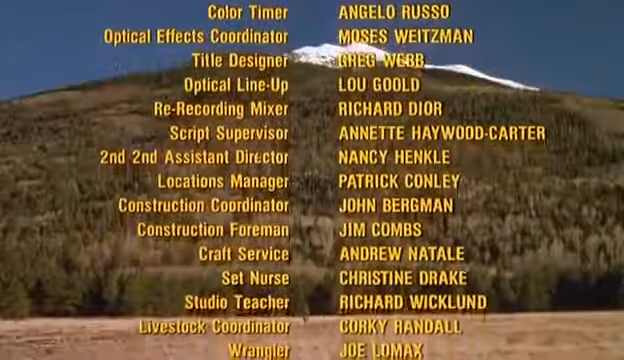 Color Timer ANGELO RUSSO
Optical Effects Coordinator MOSES WEITZMAN
Title Designer GREG WEBB
Optical Line-Up LOU GOOLD
Re-Recording Mixer RICHARD DIOR
Script Supervisor ANNETTE HAYWOOD-CARTER
2nd 2nd Assistant Director NANCY HENKLE
Locations Manager PATRICK CONLEY
Construction Coordinator JOHN BERGMAN
Construction Foreman JIM COMBS
Craft Service ANDREW NATALE
Set Nurse CHRISTINE DRAKE
Studio Teacher RICHARD WICKLUND
Livestock Coordinator CORKY RANDALL
Wrangler JOE LOMAX